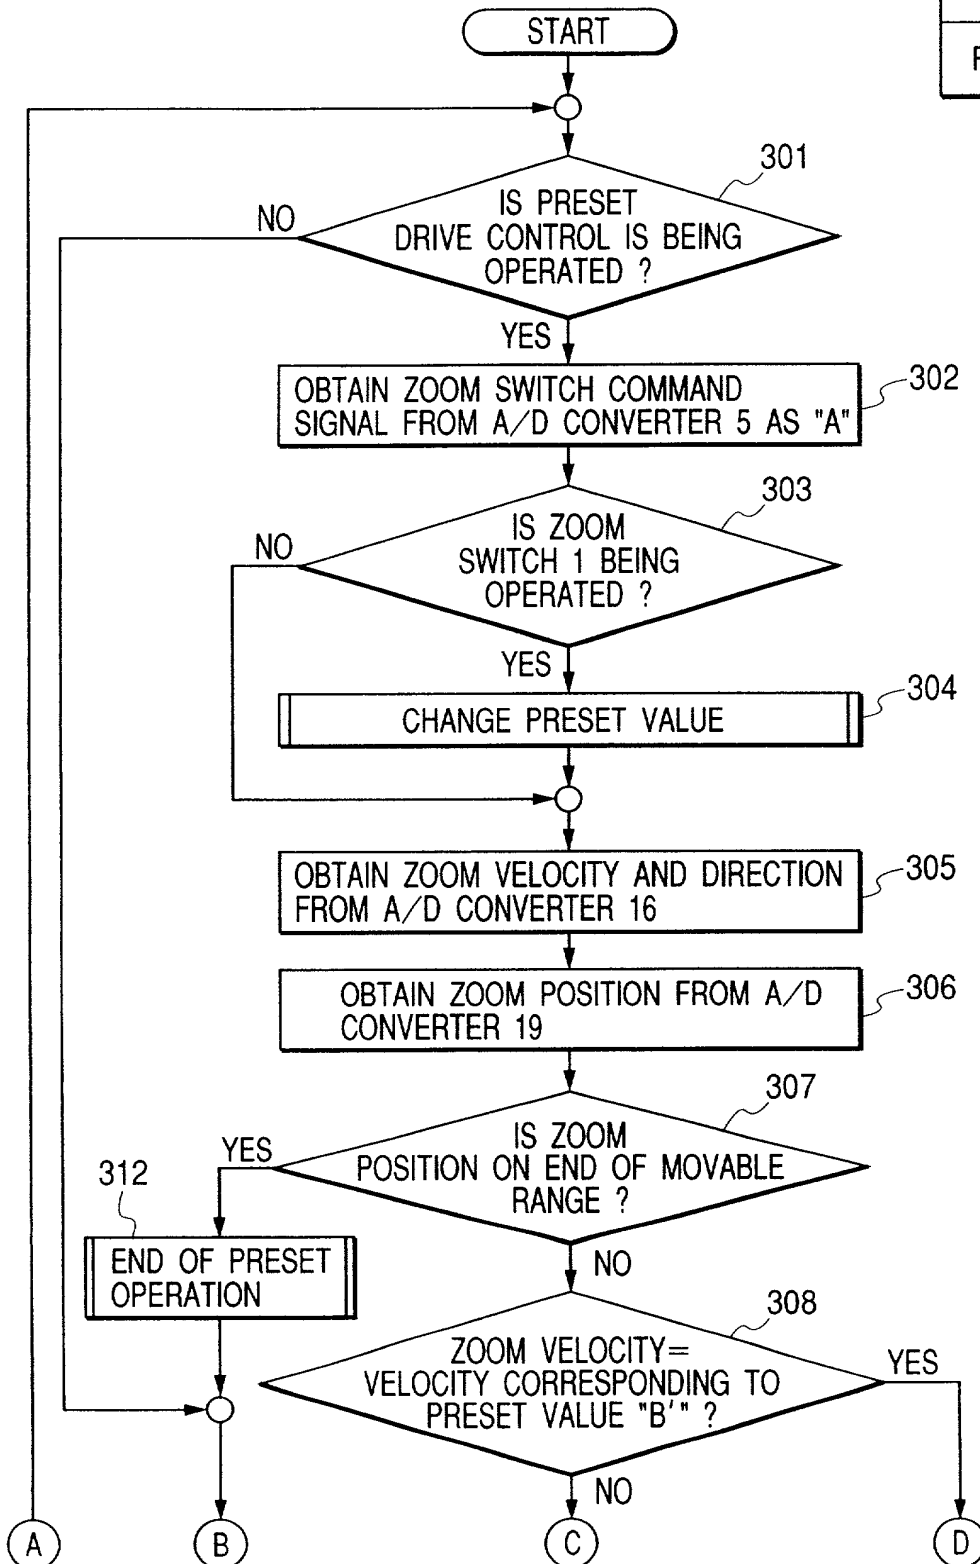 START
301
IS PRESET
DRIVE CONTROL IS BEING
OPERATED ?
NO
YES
OBTAIN ZOOM SWITCH COMMAND
SIGNAL FROM A/D CONVERTER 5 AS "A"
302
303
IS ZOOM
SWITCH 1 BEING
OPERATED ?
NO
YES
CHANGE PRESET VALUE
304
OBTAIN ZOOM VELOCITY AND DIRECTION
FROM A/D CONVERTER 16
305
OBTAIN ZOOM POSITION FROM A/D
CONVERTER 19
306
307
IS ZOOM
POSITION ON END OF MOVABLE
RANGE ?
YES
NO
312
END OF PRESET
OPERATION
308
ZOOM VELOCITY=
VELOCITY CORRESPONDING TO
PRESET VALUE "B'" ?
YES
NO
A
B
C
D